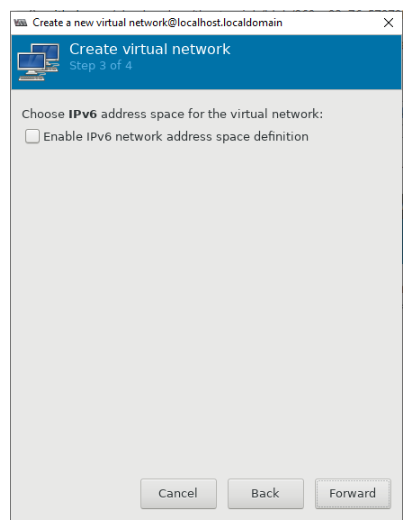 Create a new virtual network@localhost.localdomain
Create virtual network
Step 3 of 4
Choose IPv6 address space for the virtual network:
Enable IPv6 network address space definition
Cancel Back Forward